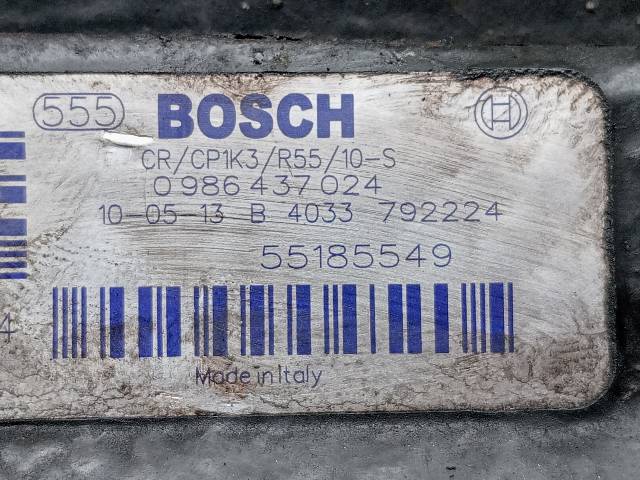 555 BOSCH
CR/CP1K3/R55/10-S
0 986 437 024
10-05-13 B 4033 792224
55185549
4
Made in Italy